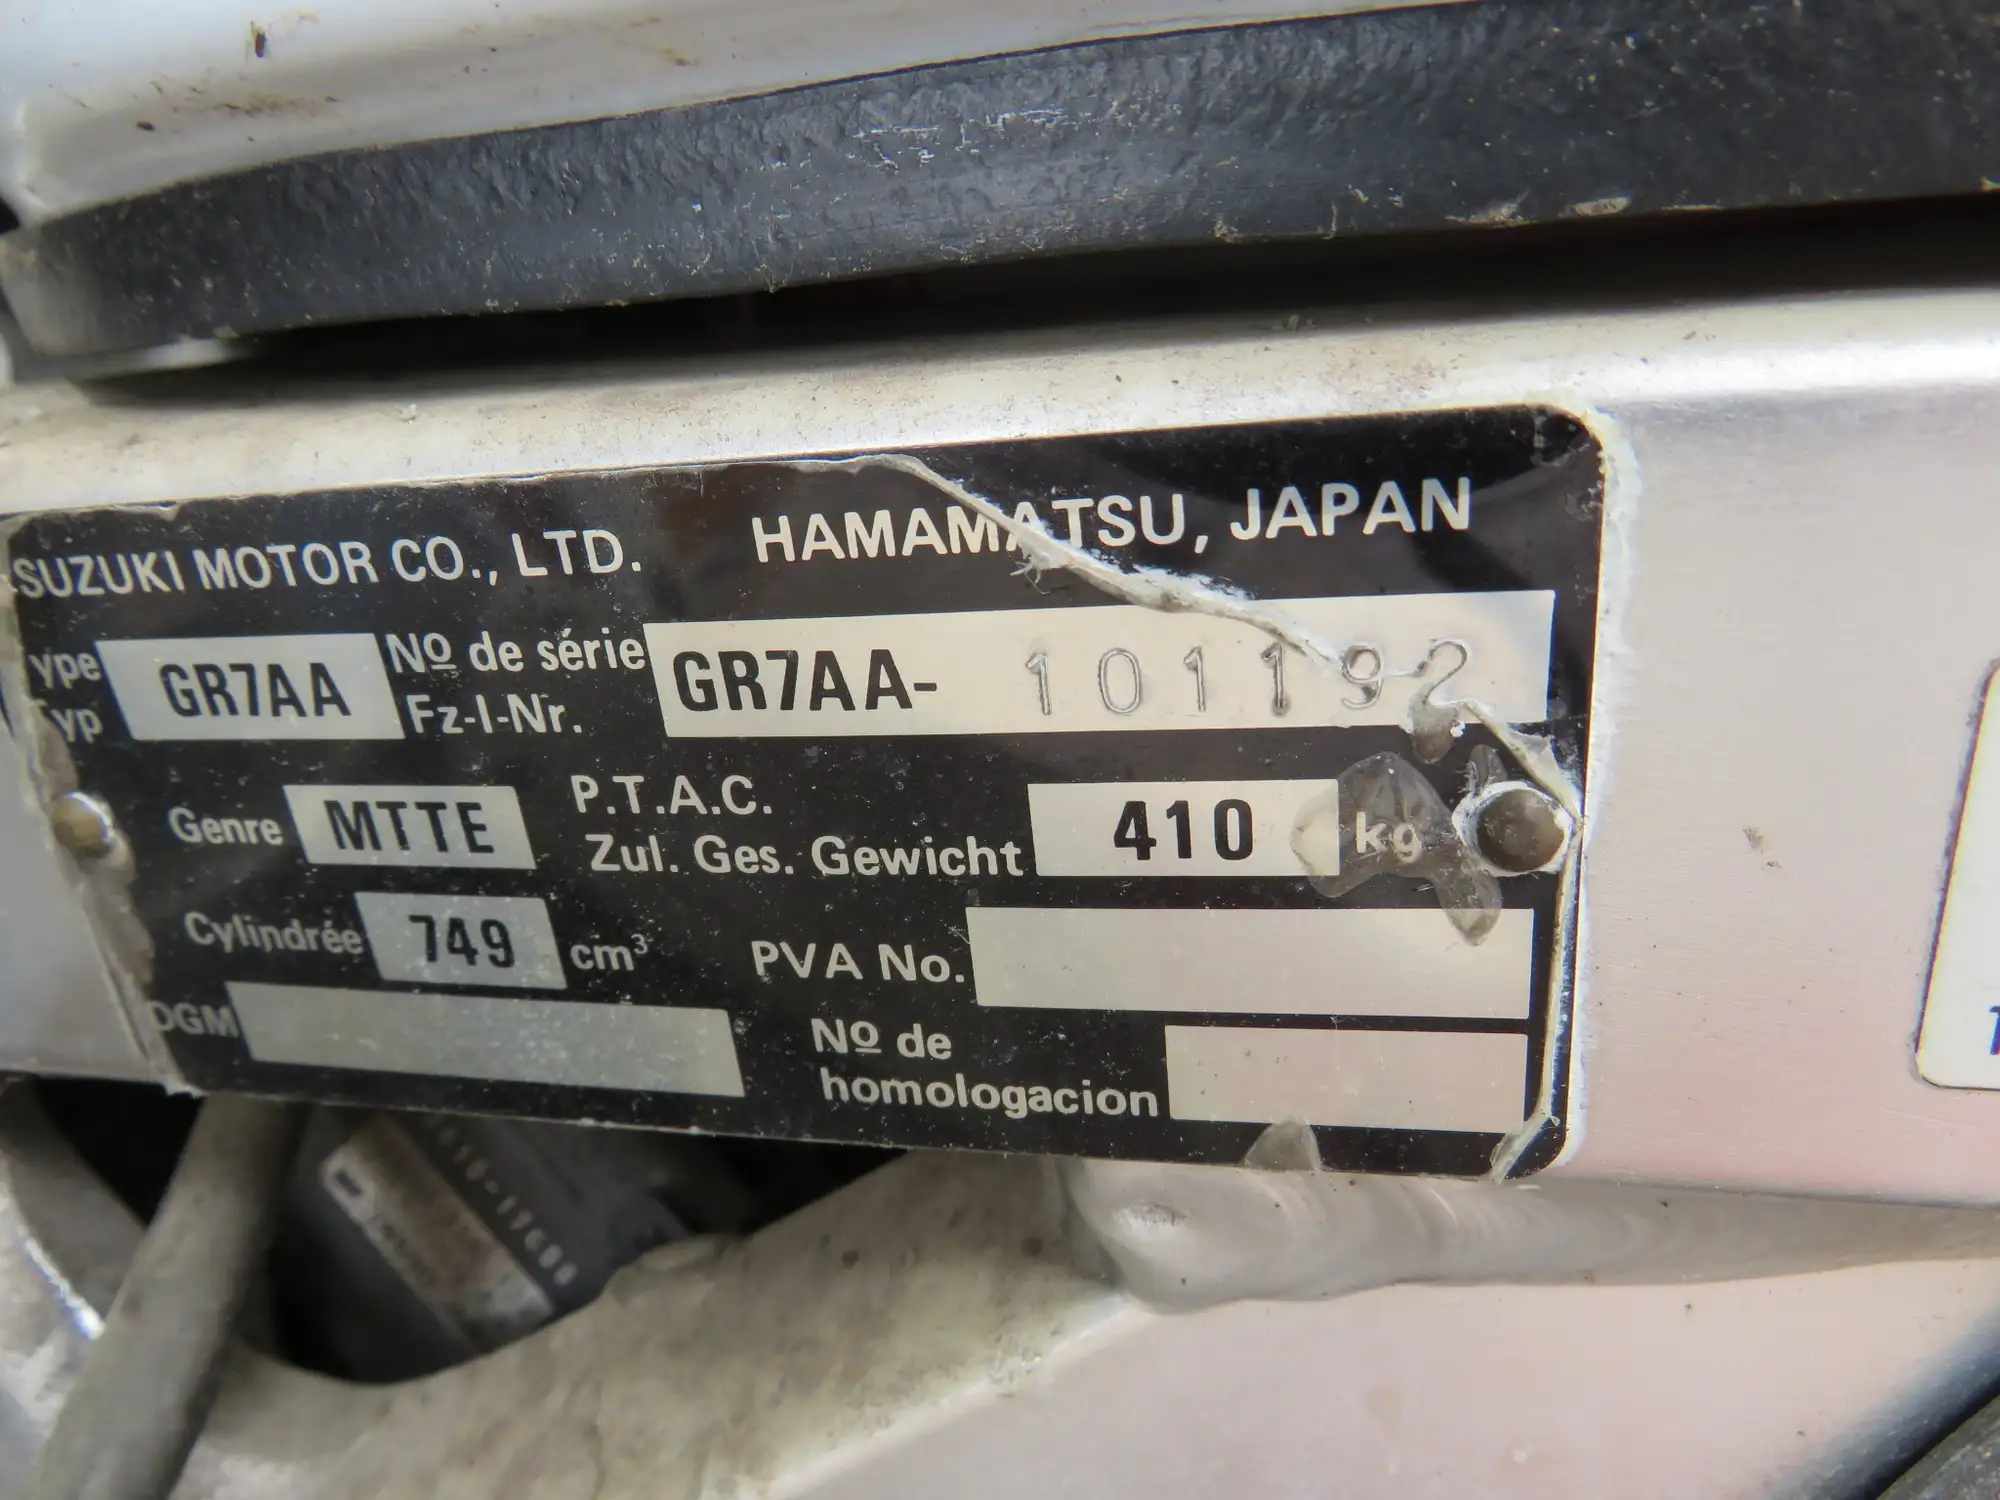 SUZUKI MOTOR CO., LTD. HAMAMATSU, JAPAN
ype GR7AA Nº de série GR7AA- 101192
Typ Fz-I-Nr.
Genre MTTE P.T.A.C.
Zul. Ges. Gewicht 410 kg
Cylindrée 749 cm³ PVA No.
DGM Nº de
homologacion